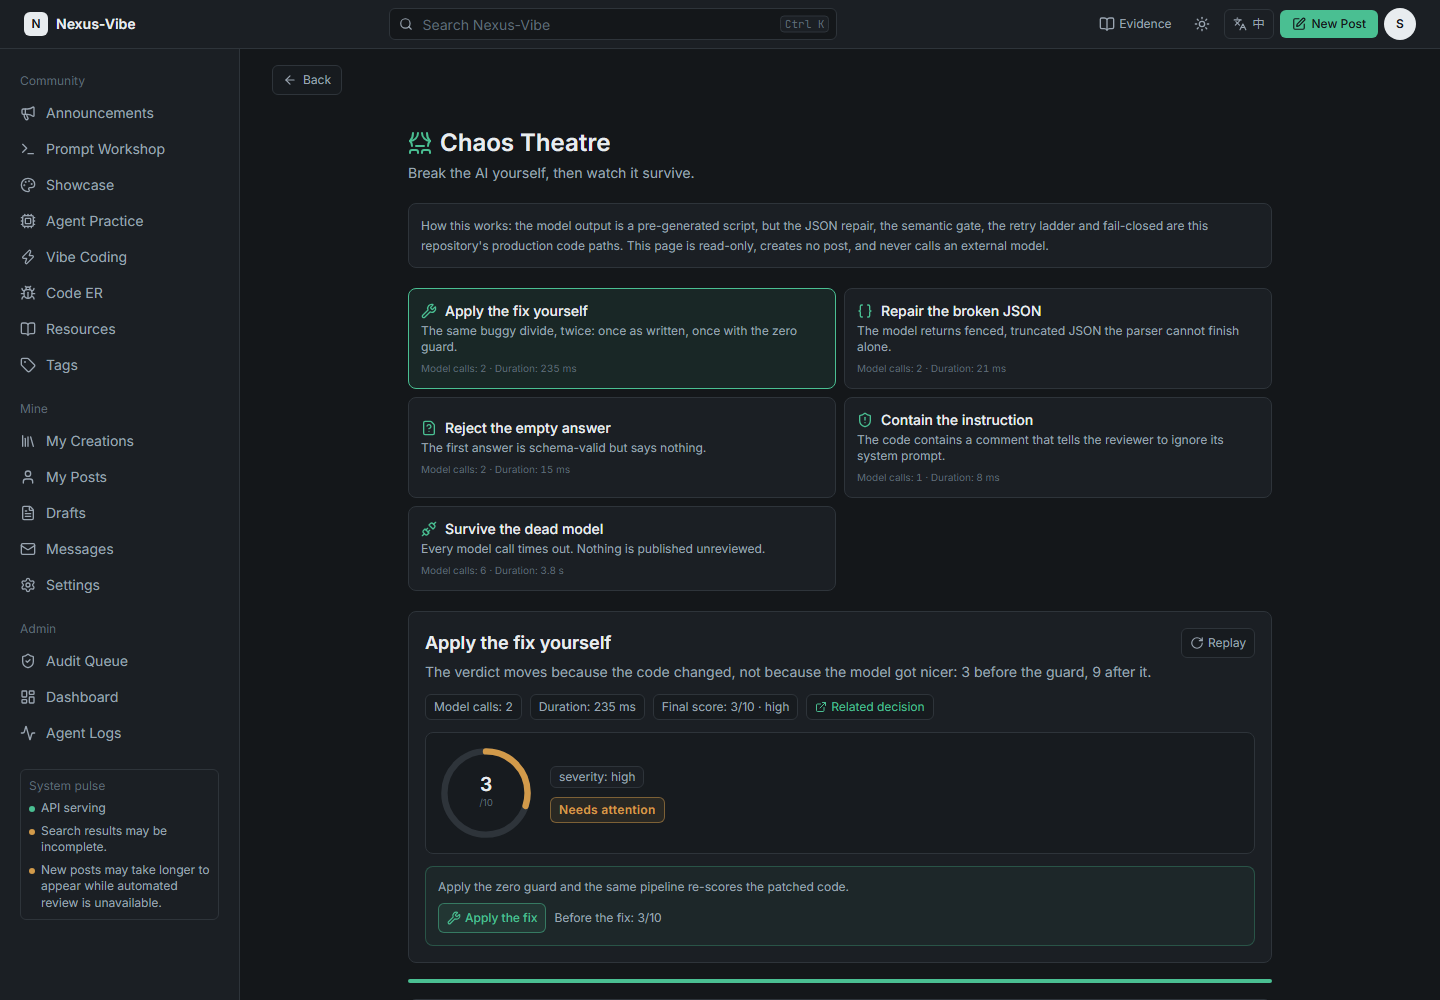 N Nexus-Vibe
Search Nexus-Vibe
Ctrl K
Evidence
中
New Post
S
Community
Announcements
Prompt Workshop
Showcase
Agent Practice
Vibe Coding
Code ER
Resources
Tags
Mine
My Creations
My Posts
Drafts
Messages
Settings
Admin
Audit Queue
Dashboard
Agent Logs
System pulse
API serving
Search results may be
incomplete.
New posts may take longer to
appear while automated
review is unavailable.
Back
Chaos Theatre
Break the AI yourself, then watch it survive.
How this works: the model output is a pre-generated script, but the JSON repair, the semantic gate, the retry ladder and fail-closed are this
repository's production code paths. This page is read-only, creates no post, and never calls an external model.
Apply the fix yourself
The same buggy divide, twice: once as written, once with the zero
guard.
Model calls: 2 · Duration: 235 ms
Repair the broken JSON
The model returns fenced, truncated JSON the parser cannot finish
alone.
Model calls: 2 · Duration: 21 ms
Reject the empty answer
The first answer is schema-valid but says nothing.
Model calls: 2 · Duration: 15 ms
Contain the instruction
The code contains a comment that tells the reviewer to ignore its
system prompt.
Model calls: 1 · Duration: 8 ms
Survive the dead model
Every model call times out. Nothing is published unreviewed.
Model calls: 6 · Duration: 3.8 s
Apply the fix yourself
Replay
The verdict moves because the code changed, not because the model got nicer: 3 before the guard, 9 after it.
Model calls: 2
Duration: 235 ms
Final score: 3/10 · high
Related decision
3
/10
severity: high
Needs attention
Apply the zero guard and the same pipeline re-scores the patched code.
Apply the fix
Before the fix: 3/10